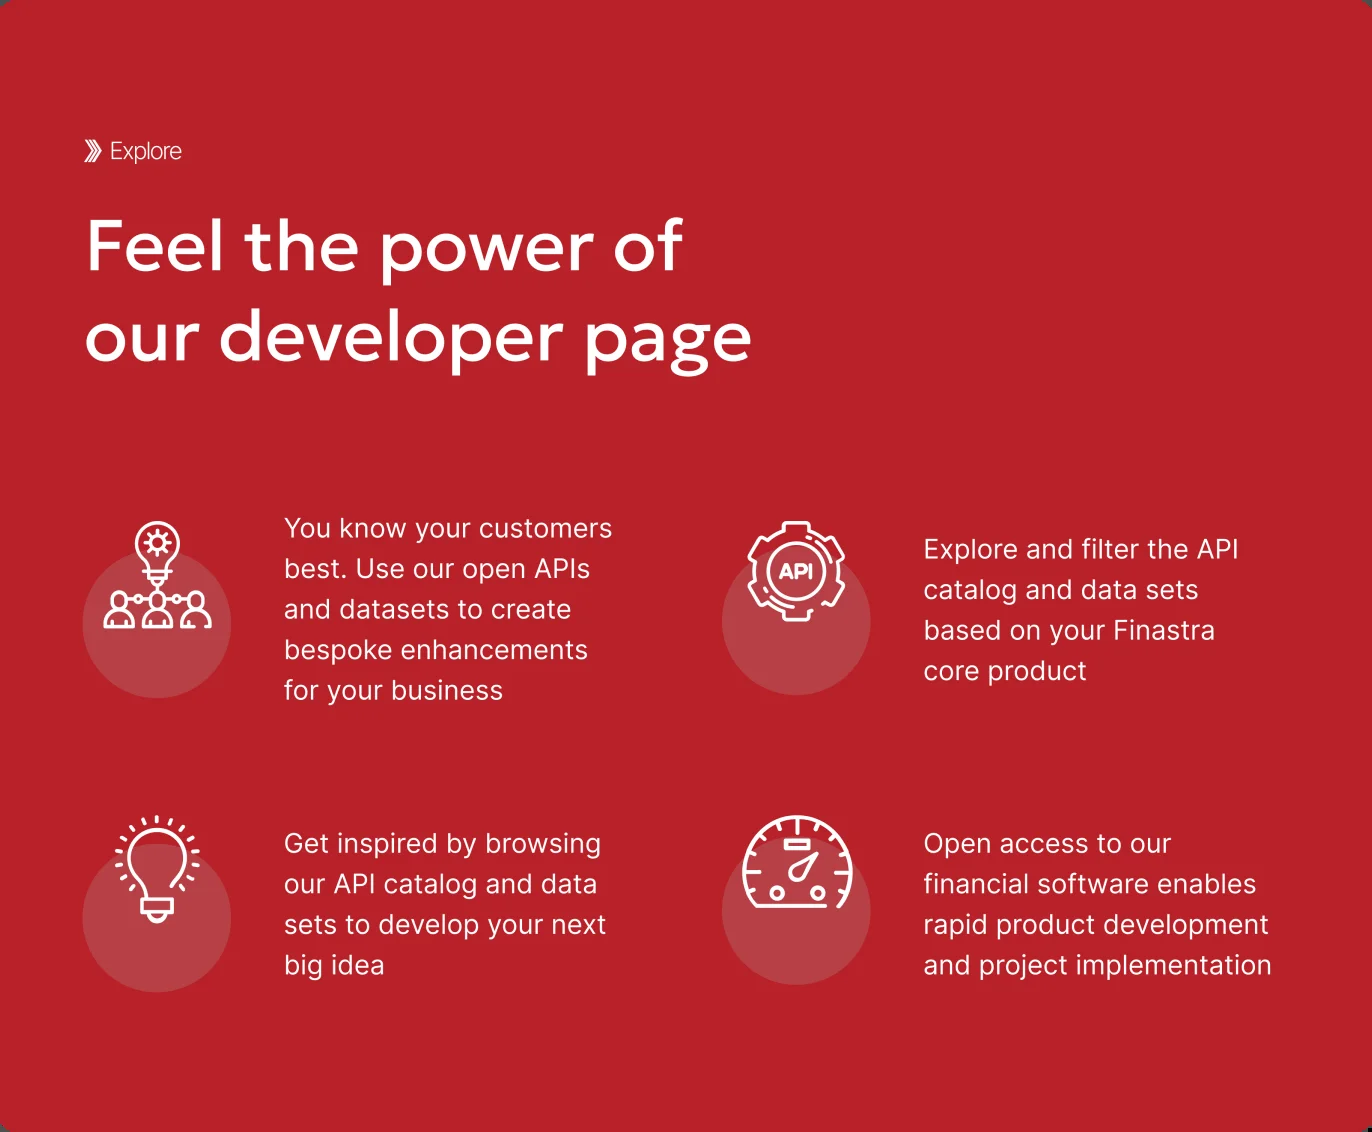 Explore
Feel the power of
our developer page
You know your customers
best. Use our open APIs
and datasets to create
bespoke enhancements
for your business
API
Explore and filter the API
catalog and data sets
based on your Finastra
core product
Get inspired by browsing
our API catalog and data
sets to develop your next
big idea
Open access to our
financial software enables
rapid product development
and project implementation